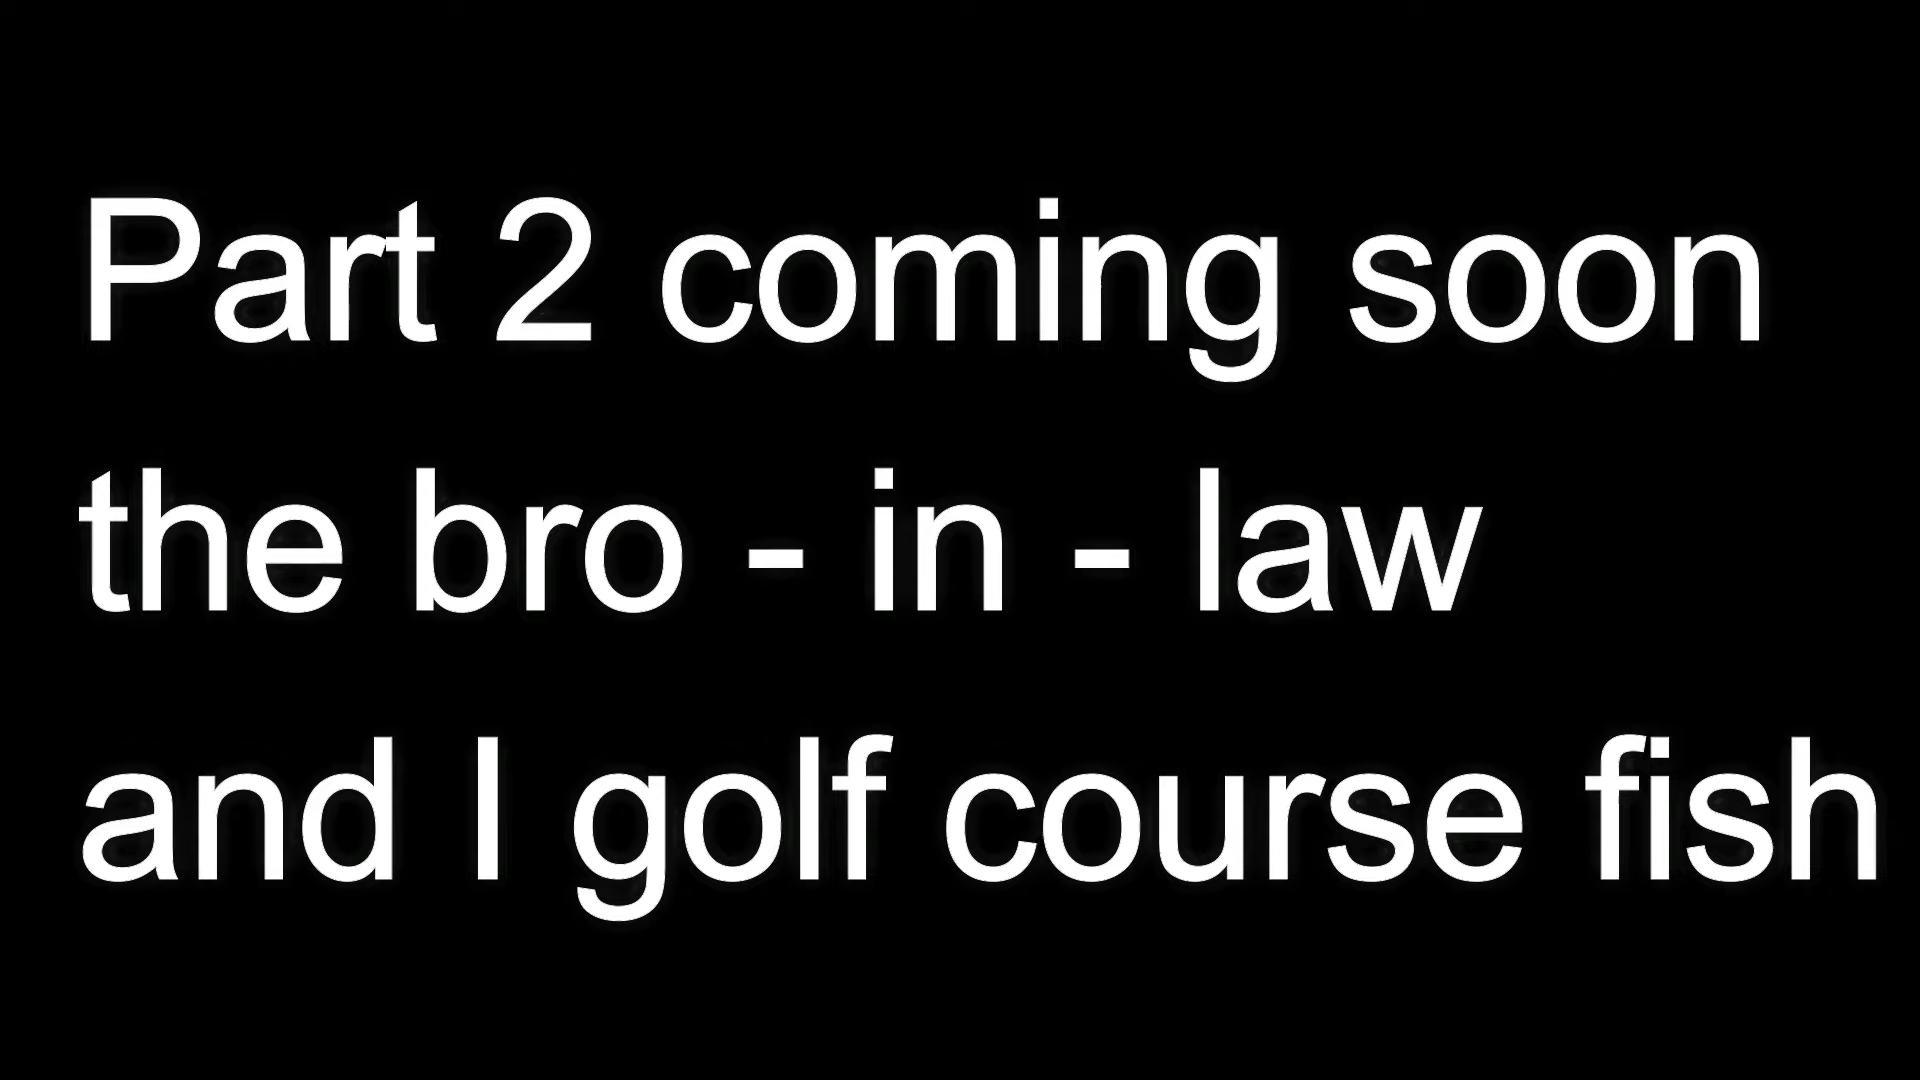 Part 2 coming soon
the bro - in - law
and I golf course fish